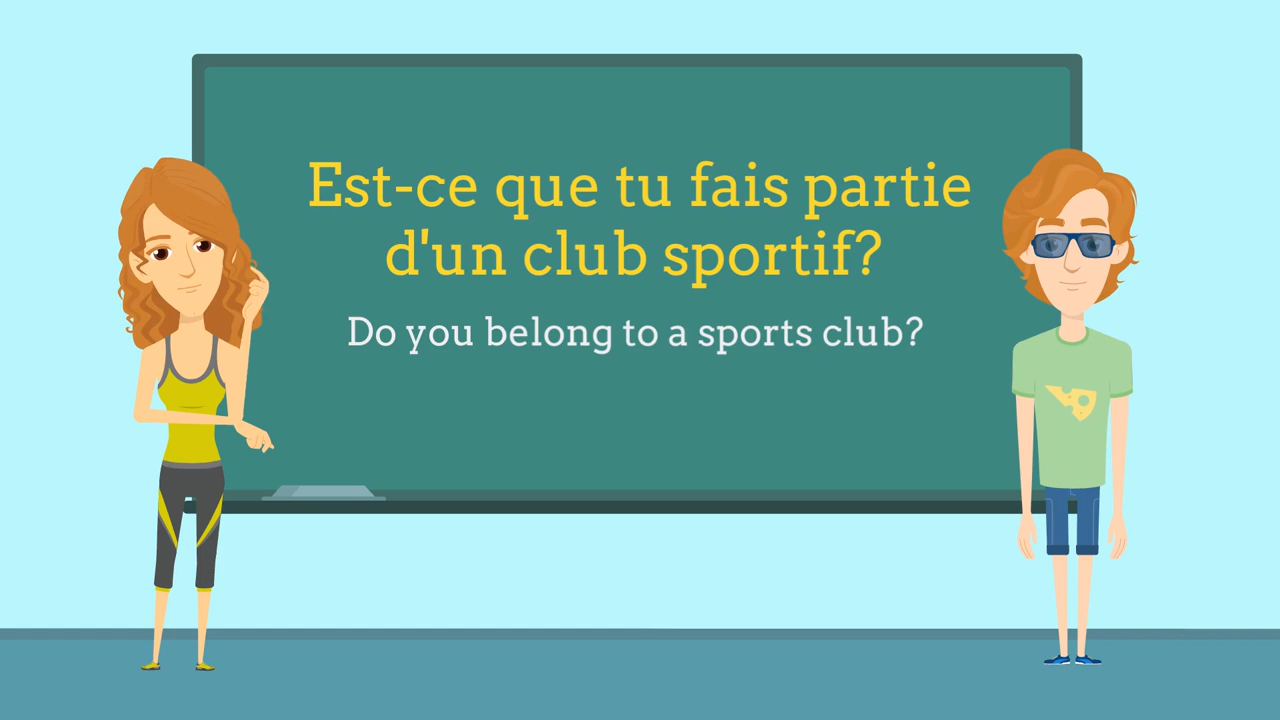 Est-ce que tu fais partie
d'un club sportif?
Do you belong to a sports club?